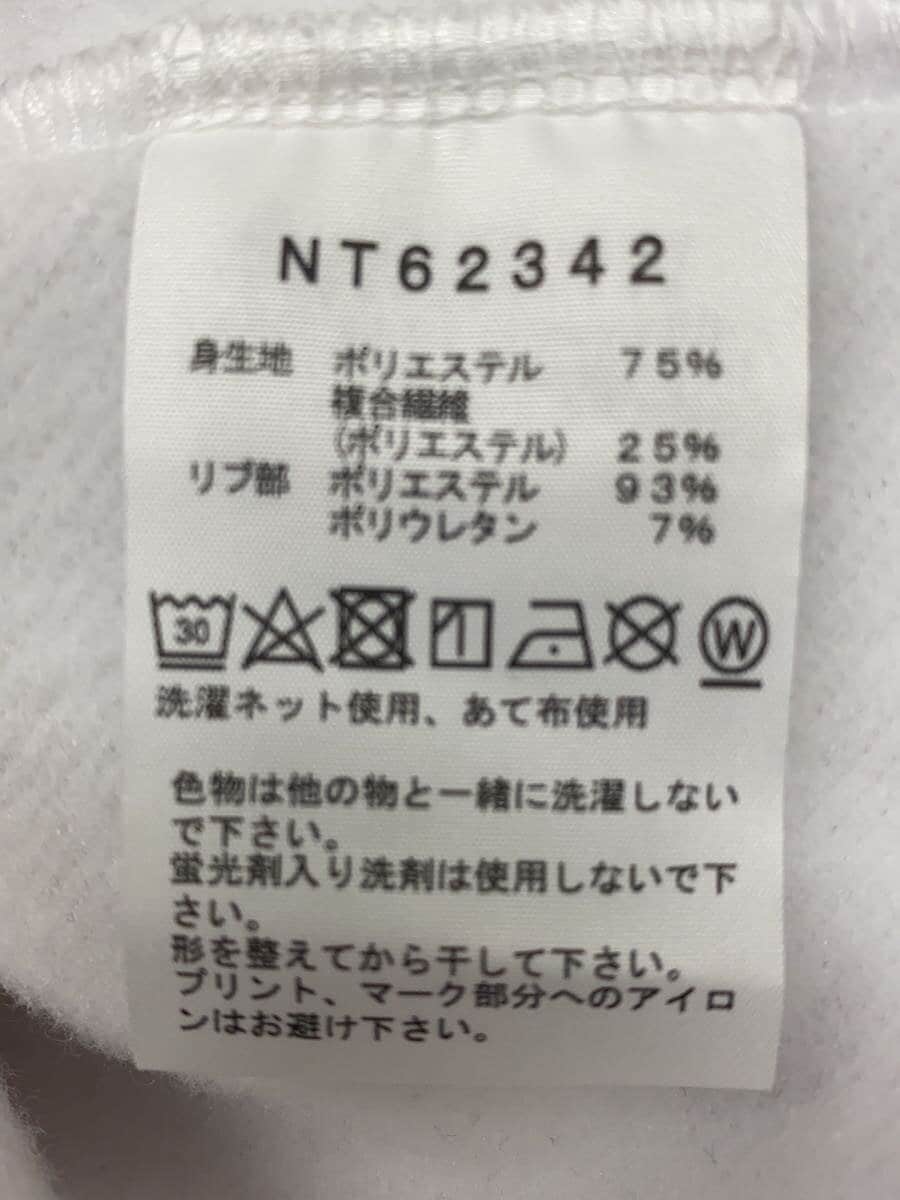 NT62342
身生地 ポリエステル 75%
複合繊維
(ポリエステル) 25%
リブ部 ポリエステル 93%
ポリウレタン 7%
30 W
洗濯ネット使用、あて布使用
色物は他の物と一緒に洗濯しない
で下さい。
蛍光剤入り洗剤は使用しないで下
さい。
形を整えてから干して下さい。
プリント、マーク部分へのアイロ
ンはお避け下さい。